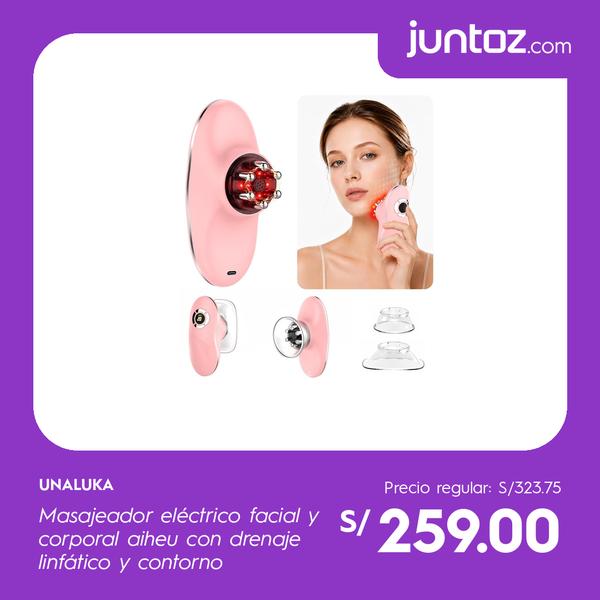 juntoz.com
UNALUKA
Masajeador eléctrico facial y
corporal aiheu con drenaje
linfático y contorno
Precio regular: S/323.75
S/259.00